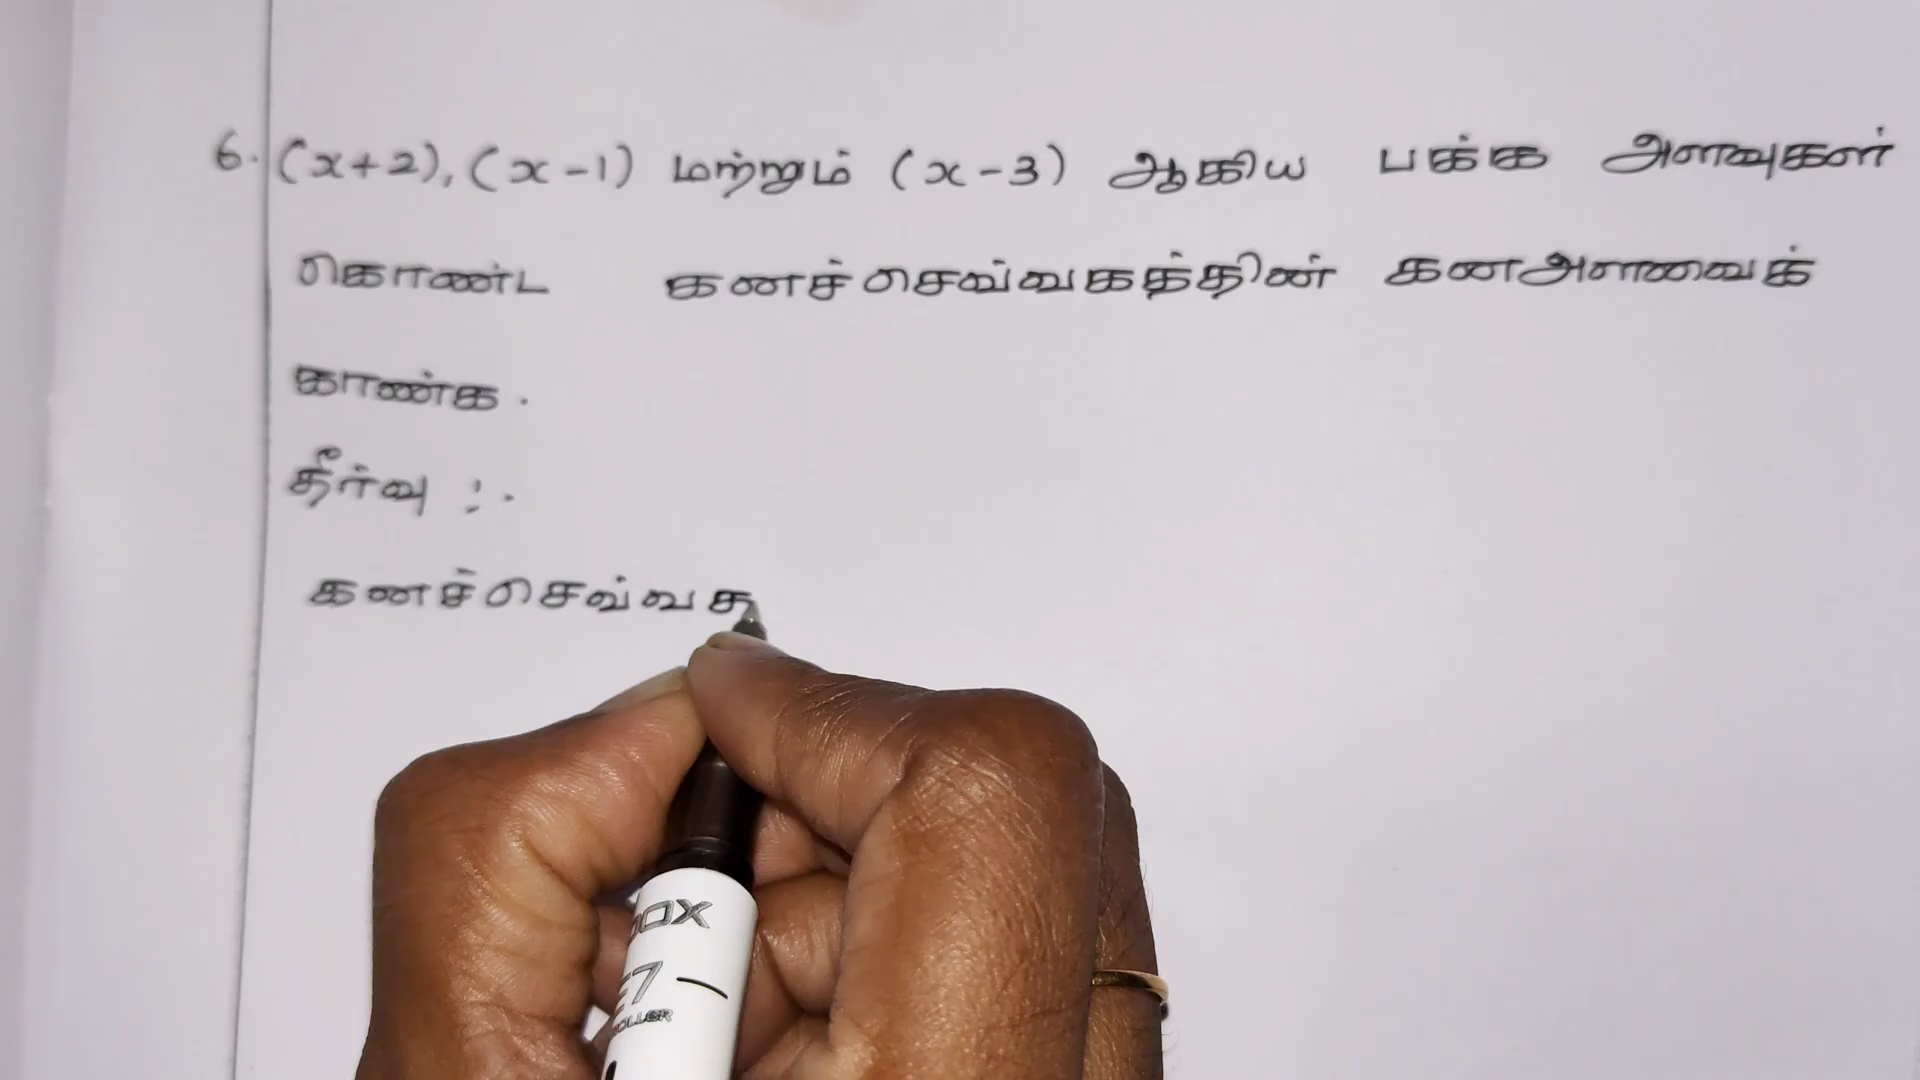 6. (x+2), (x-1) மற்றும் (x-3) ஆகிய பக்க அளவுகள்
கொண்ட கனச்செவ்வகத்தின் கனஅளவைக்
காண்க.
தீர்வு :-
கனச்செவ்வக